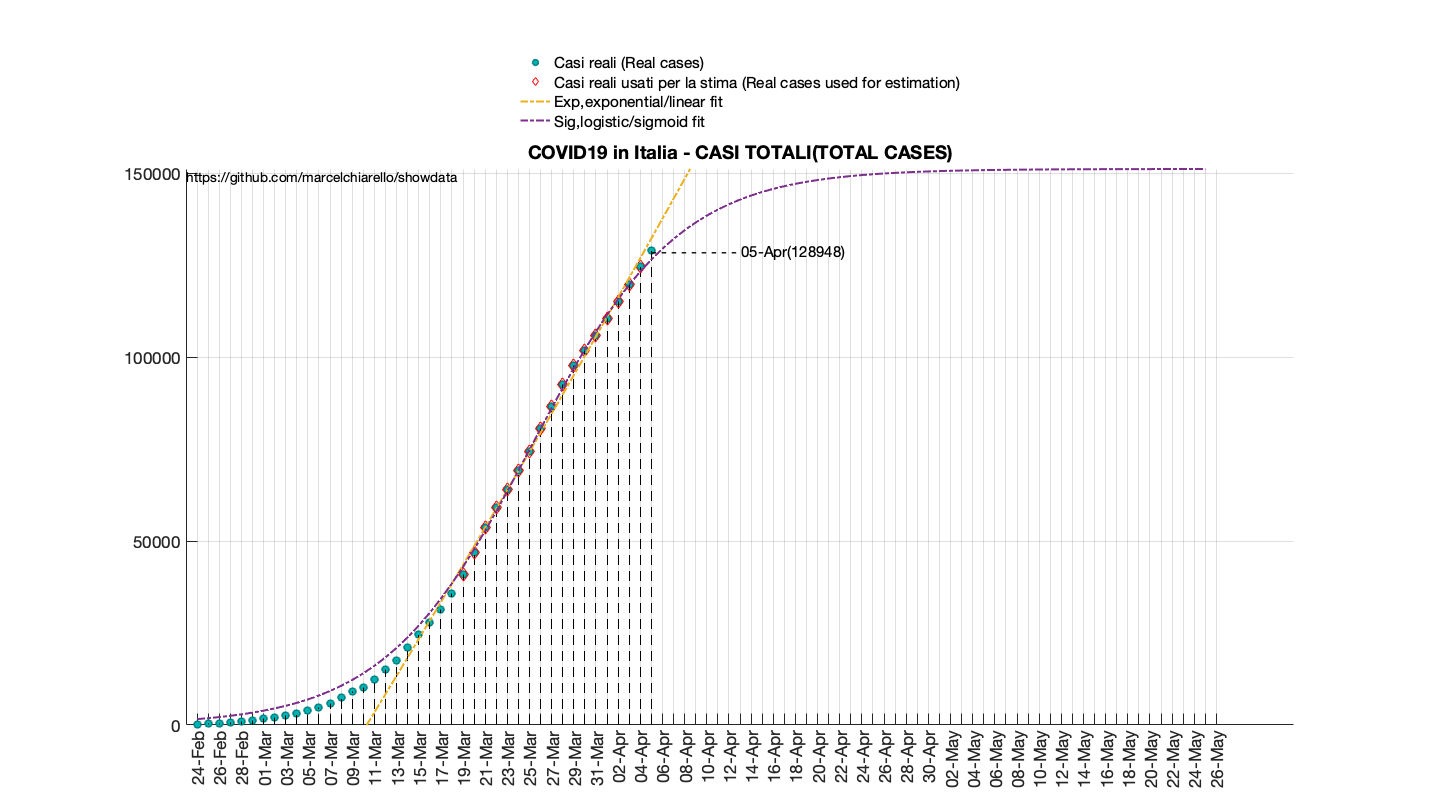 Casi reali (Real cases)
Casi reali usati per la stima (Real cases used for estimation)
Exp,exponential/linear fit
Sig,logistic/sigmoid fit
COVID19 in Italia - CASI TOTALI(TOTAL CASES)
150000
https://github.com/marcelchiarello/showdata
05-Apr(128948)
100000
50000
0
24-Feb
26-Feb
28-Feb
01-Mar
03-Mar
05-Mar
07-Mar
09-Mar
11-Mar
13-Mar
15-Mar
17-Mar
19-Mar
21-Mar
23-Mar
25-Mar
27-Mar
29-Mar
31-Mar
02-Apr
04-Apr
06-Apr
08-Apr
10-Apr
12-Apr
14-Apr
16-Apr
18-Apr
20-Apr
22-Apr
24-Apr
26-Apr
28-Apr
30-Apr
02-May
04-May
06-May
08-May
10-May
12-May
14-May
16-May
18-May
20-May
22-May
24-May
26-May